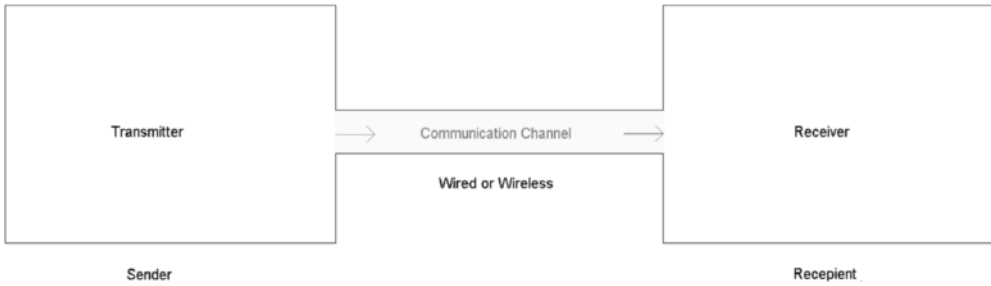 Transmitter
Communication Channel
Receiver
Wired or Wireless
Sender
Recepient